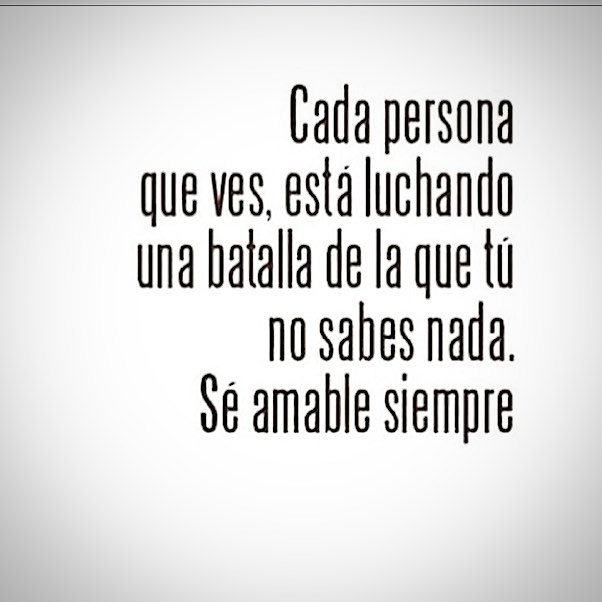 Cada persona
que ves, está luchando
una batalla de la que tú
no sabes nada.
Sé amable siempre